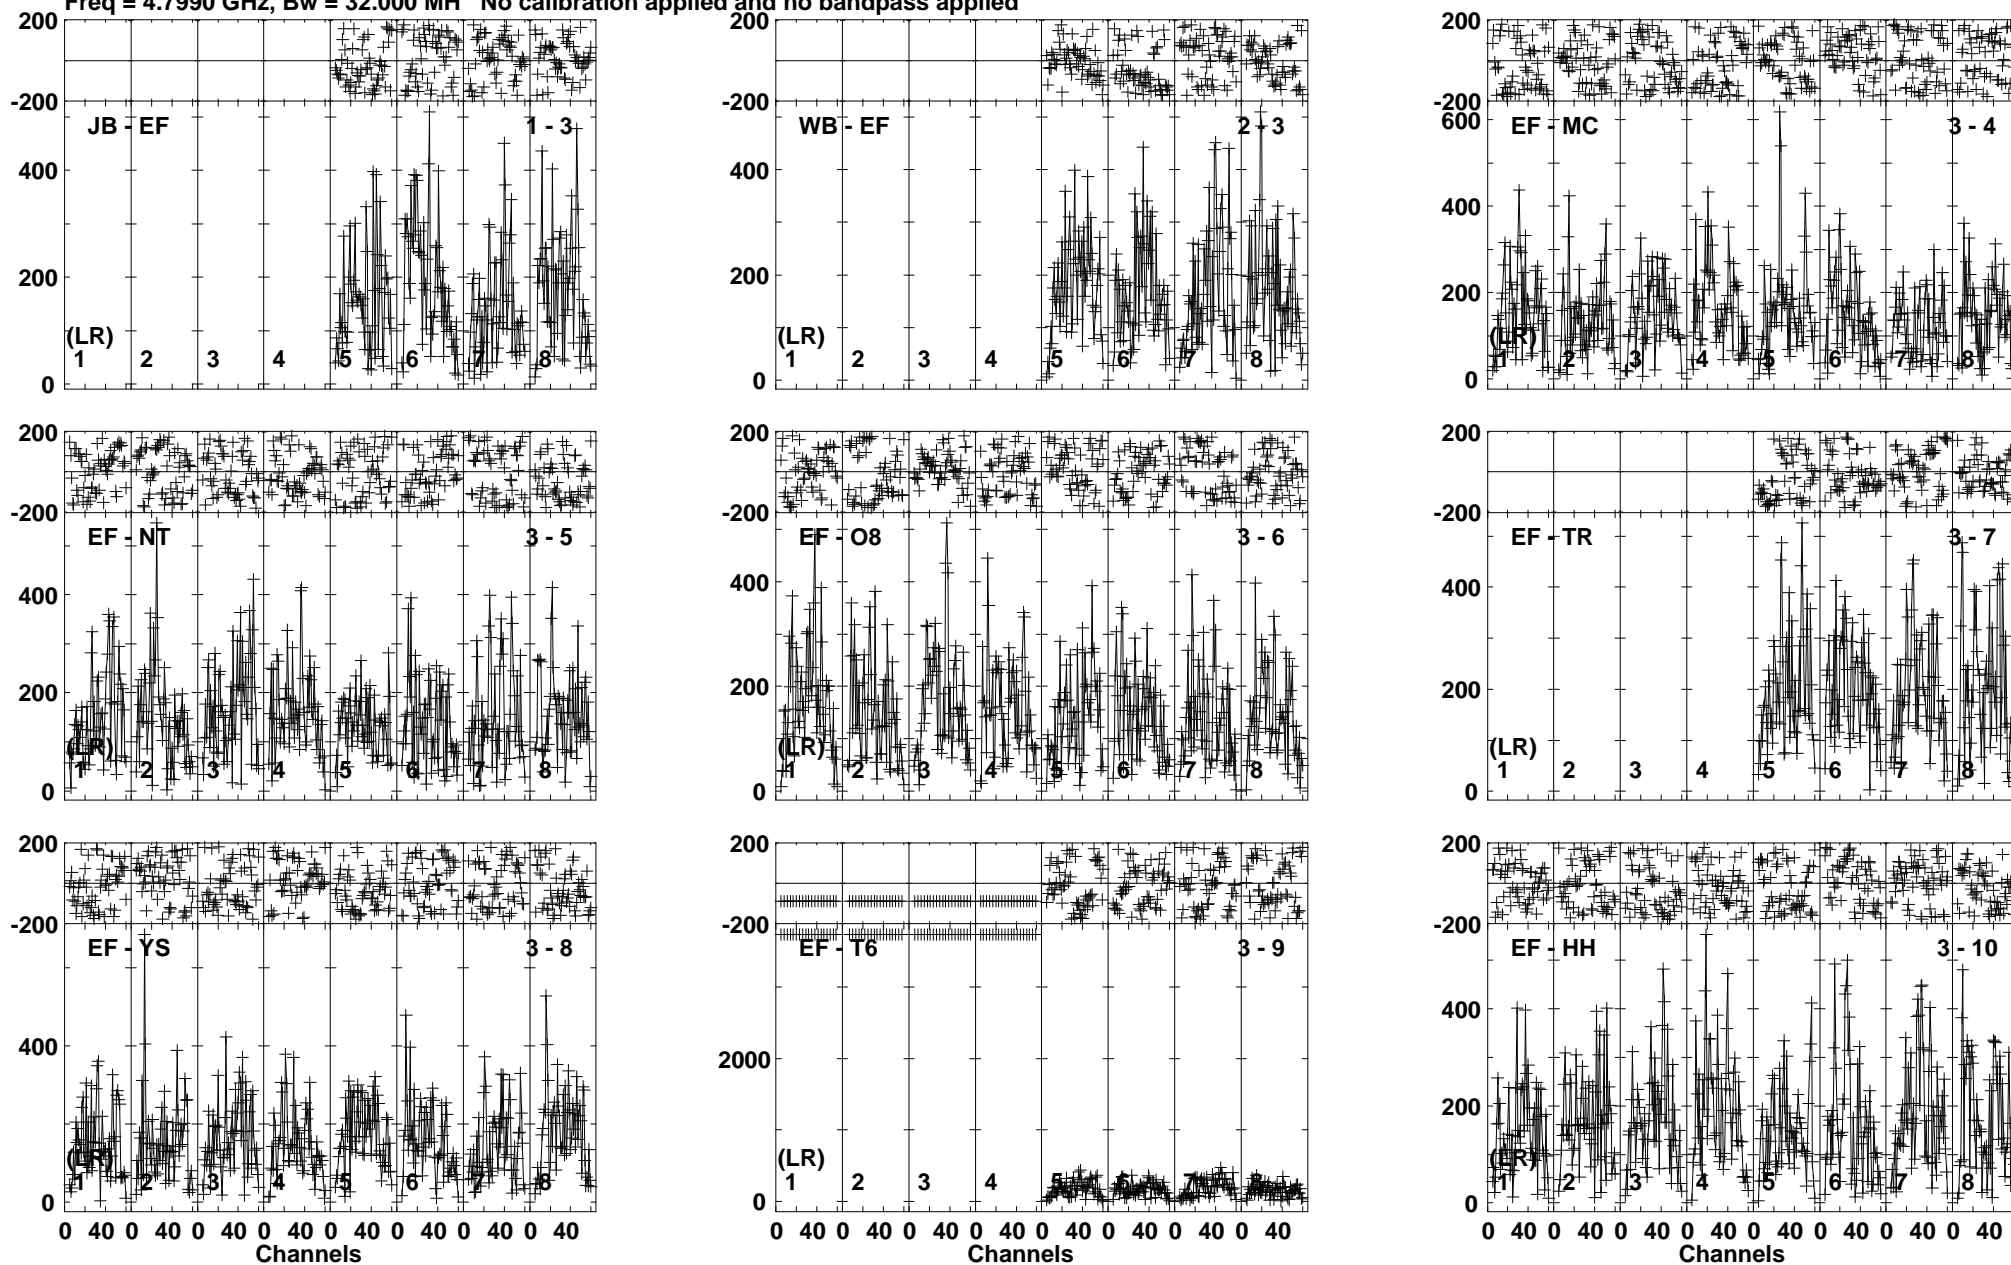 Freq = 4.7990 GHz, Bw = 32.000 MH No calibration applied and no bandpass applied
200 200 200
-200 -200 -200
JB - EF 1 - 3 WB - EF 2 - 3 600 EF - MC 3 - 4
400 400 400
200 200 200
(LR) (LR) (LR)
1 2 3 4 5 6 7 8 1 2 3 4 5 6 7 8 1 2 3 4 5 6 7 8
0 0 0
200 200 200
-200 -200 -200
EF - NT 3 - 5 EF - O8 3 - 6 EF - TR 3 - 7
400 400 400
200 200 200
(LR) (LR) (LR)
1 2 3 4 5 6 7 8 1 2 3 4 5 6 7 8 1 2 3 4 5 6 7 8
0 0 0
200 200 200
-200 -200 -200
EF - YS 3 - 8 EF - T6 3 - 9 EF - HH 3 - 10
400 2000 400
200
(LR) (LR) (LR)
1 2 3 4 5 6 7 8 1 2 3 4 5 6 7 8 1 2 3 4 5 6 7 8
0 0 0
0 40 0 40 0 40 0 40 0 40 0 40 0 40 0 40 0 40 0 40 0 40 0 40 0 40 0 40 0 40 0 40 0 40 0 40 0 40 0 40 0 40 0 40 0 40 0 40
Channels Channels Channels